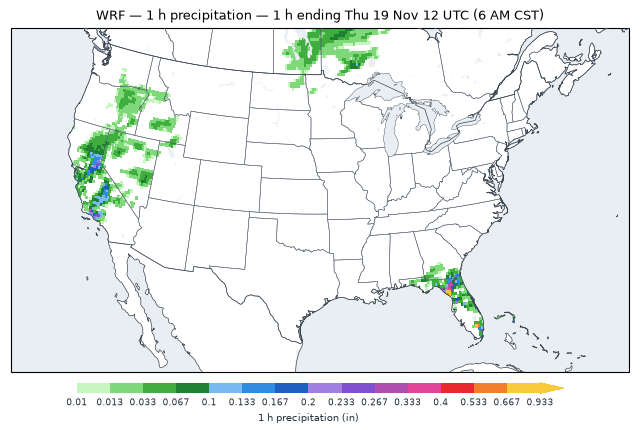 WRF — 1 h precipitation — 1 h ending Thu 19 Nov 12 UTC (6 AM CST)
0.01 0.013 0.033 0.067 0.1 0.133 0.167 0.2 0.233 0.267 0.333 0.4 0.533 0.667 0.933
1 h precipitation (in)